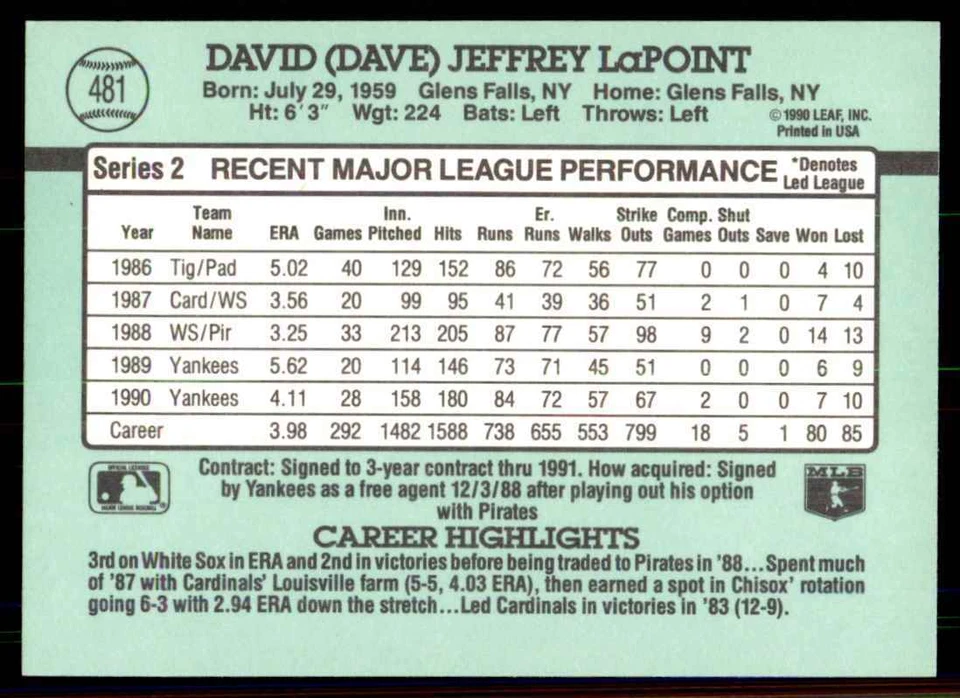 481
DAVID (DAVE) JEFFREY LaPOINT
Born: July 29, 1959 Glens Falls, NY Home: Glens Falls, NY
Ht: 6' 3" Wgt: 224 Bats: Left Throws: Left
© 1990 LEAF, INC.
Printed in USA
Series 2 RECENT MAJOR LEAGUE PERFORMANCE *Denotes Led League
Year Team Name ERA Games Inn. Pitched Hits Runs Er. Runs Walks Strike Outs Comp. Games Shut Outs Save Won Lost
1986 Tig/Pad 5.02 40 129 152 86 72 56 77 0 0 0 4 10
1987 Card/WS 3.56 20 99 95 41 39 36 51 2 1 0 7 4
1988 WS/Pir 3.25 33 213 205 87 77 57 98 9 2 0 14 13
1989 Yankees 5.62 20 114 146 73 71 45 51 0 0 0 6 9
1990 Yankees 4.11 28 158 180 84 72 57 67 2 0 0 7 10
Career 3.98 292 1482 1588 738 655 553 799 18 5 1 80 85
Contract: Signed to 3-year contract thru 1991. How acquired: Signed
by Yankees as a free agent 12/3/88 after playing out his option
with Pirates
MLB
CAREER HIGHLIGHTS
3rd on White Sox in ERA and 2nd in victories before being traded to Pirates in '88...Spent much
of '87 with Cardinals' Louisville farm (5-5, 4.03 ERA), then earned a spot in Chisox' rotation
going 6-3 with 2.94 ERA down the stretch...Led Cardinals in victories in '83 (12-9).